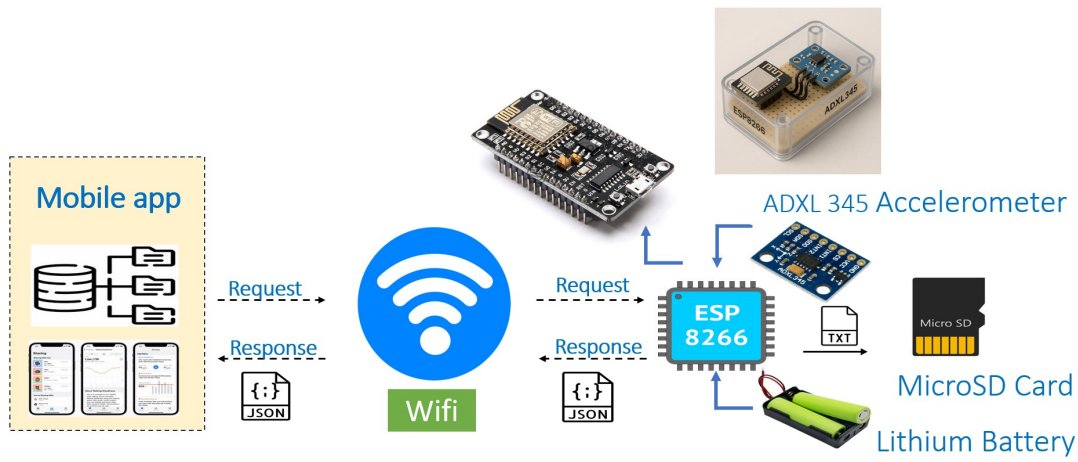 Mobile app
Request
Response
{:}
JSON
Wifi
Request
Response
{:}
JSON
ESP8266
ADXL345
ADXL 345 Accelerometer
ADXL345
ESP
8266
TXT
Micro SD
MicroSD Card
Lithium Battery